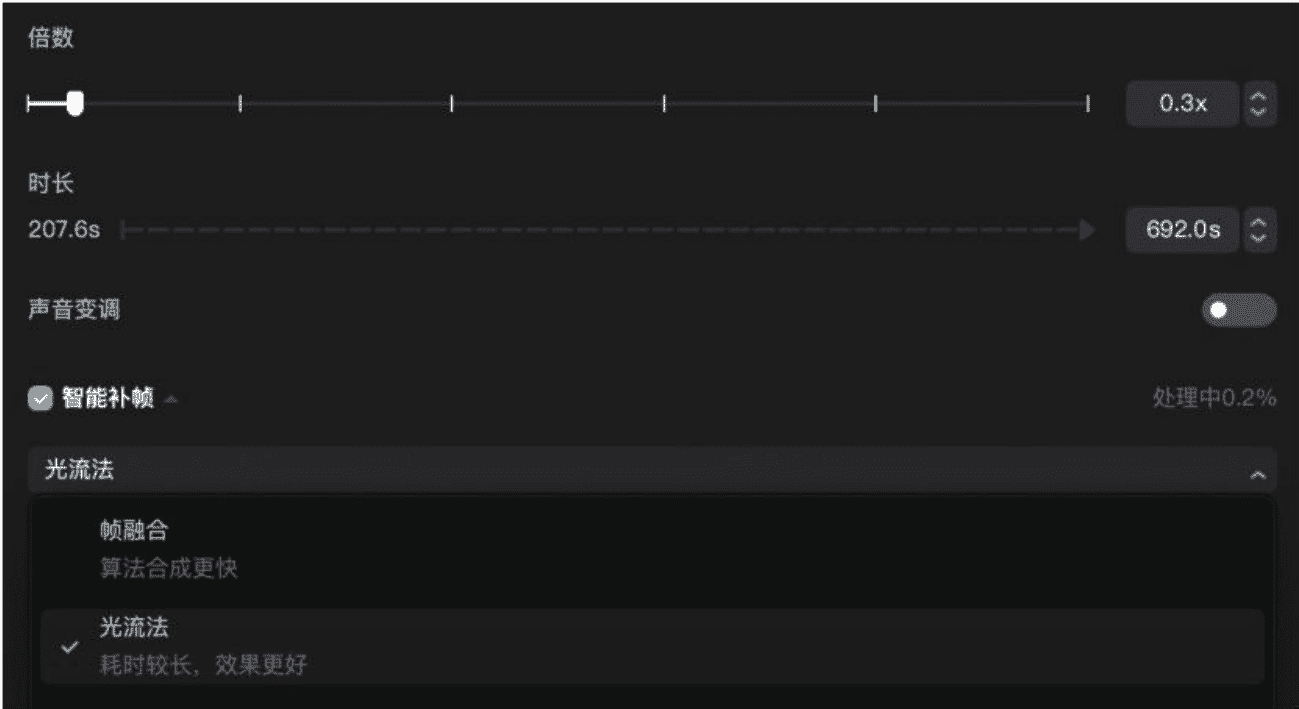 倍数
0.3x
时长
207.6s
692.0s
声音变调
智能补帧
处理中0.2%
光流法
帧融合
算法合成更快
光流法
耗时较长，效果更好